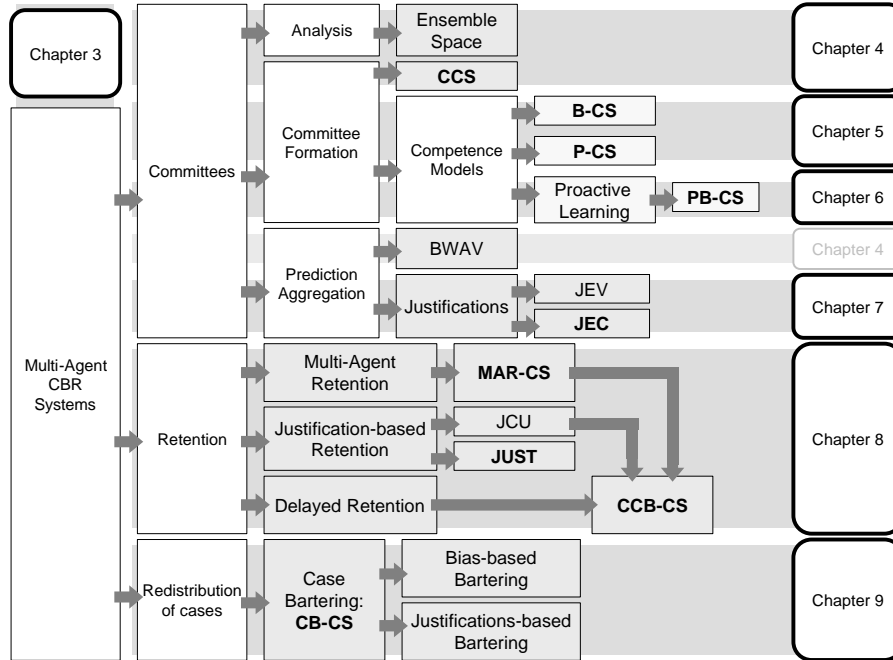 Chapter 3
Multi-Agent
CBR
Systems
Committees
Analysis
Ensemble
Space
Committee
Formation
CCS
Competence
Models
B-CS
P-CS
Proactive
Learning
PB-CS
Prediction
Aggregation
BWAV
Justifications
JEV
JEC
Retention
Multi-Agent
Retention
MAR-CS
Justification-based
Retention
JCU
JUST
Delayed Retention
CCB-CS
Redistribution
of cases
Case
Bartering:
CB-CS
Bias-based
Bartering
Justifications-based
Bartering
Chapter 4
Chapter 5
Chapter 6
Chapter 4
Chapter 7
Chapter 8
Chapter 9